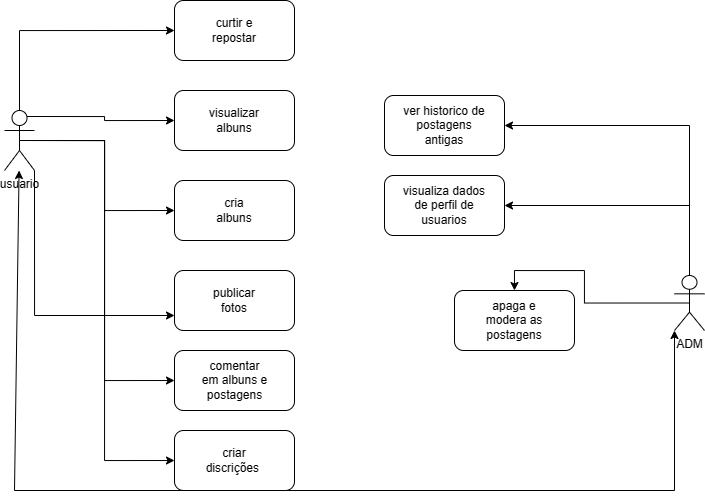 curtir e
repostar
visualizar
albuns
usuario
cria
albuns
publicar
fotos
comentar
em albuns e
postagens
criar
discrições
ver historico de
postagens
antigas
visualiza dados
de perfil de
usuarios
apaga e
modera as
postagens
ADM